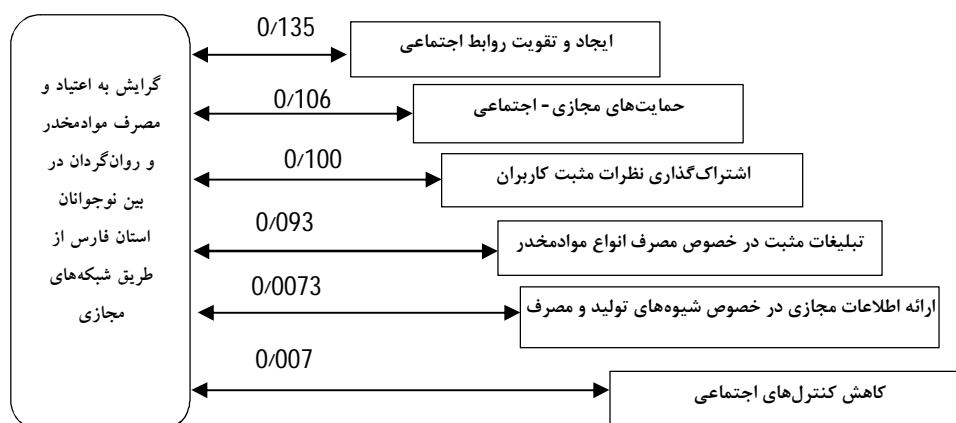 0/135
ایجاد و تقویت روابط اجتماعی
گرایش به اعتیاد و
مصرف موادمخدر
و روان‌گردان در
بین نوجوانان
استان فارس از
طریق شبکه‌های
مجازی
0/106
حمایت‌های مجازی - اجتماعی
0/100
اشتراک‌گذاری نظرات مثبت کاربران
0/093
تبلیغات مثبت در خصوص مصرف انواع موادمخدر
0/0073
ارائه اطلاعات مجازی در خصوص شیوه‌های تولید و مصرف
0/007
کاهش کنترل‌های اجتماعی